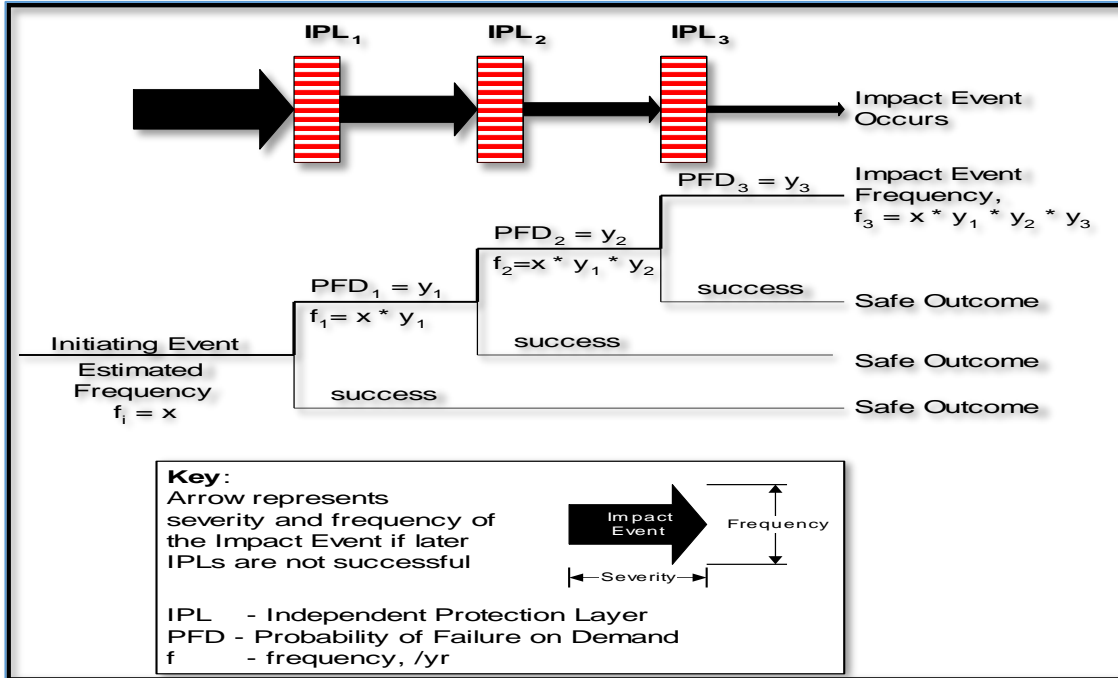 IPL₁ IPL₂ IPL₃
Impact Event
Occurs
PFD₃ = y₃
Impact Event
Frequency,
f₃ = x * y₁ * y₂ * y₃
PFD₂ = y₂
f₂=x * y₁ * y₂
success
Safe Outcome
PFD₁ = y₁
f₁= x * y₁
success
Safe Outcome
Initiating Event
Estimated
Frequency
fᵢ = x
success
Safe Outcome
Key:
Arrow represents
severity and frequency of
the Impact Event if later
IPLs are not successful
Impact
Event
Frequency
Severity
IPL - Independent Protection Layer
PFD - Probability of Failure on Demand
f - frequency, /yr